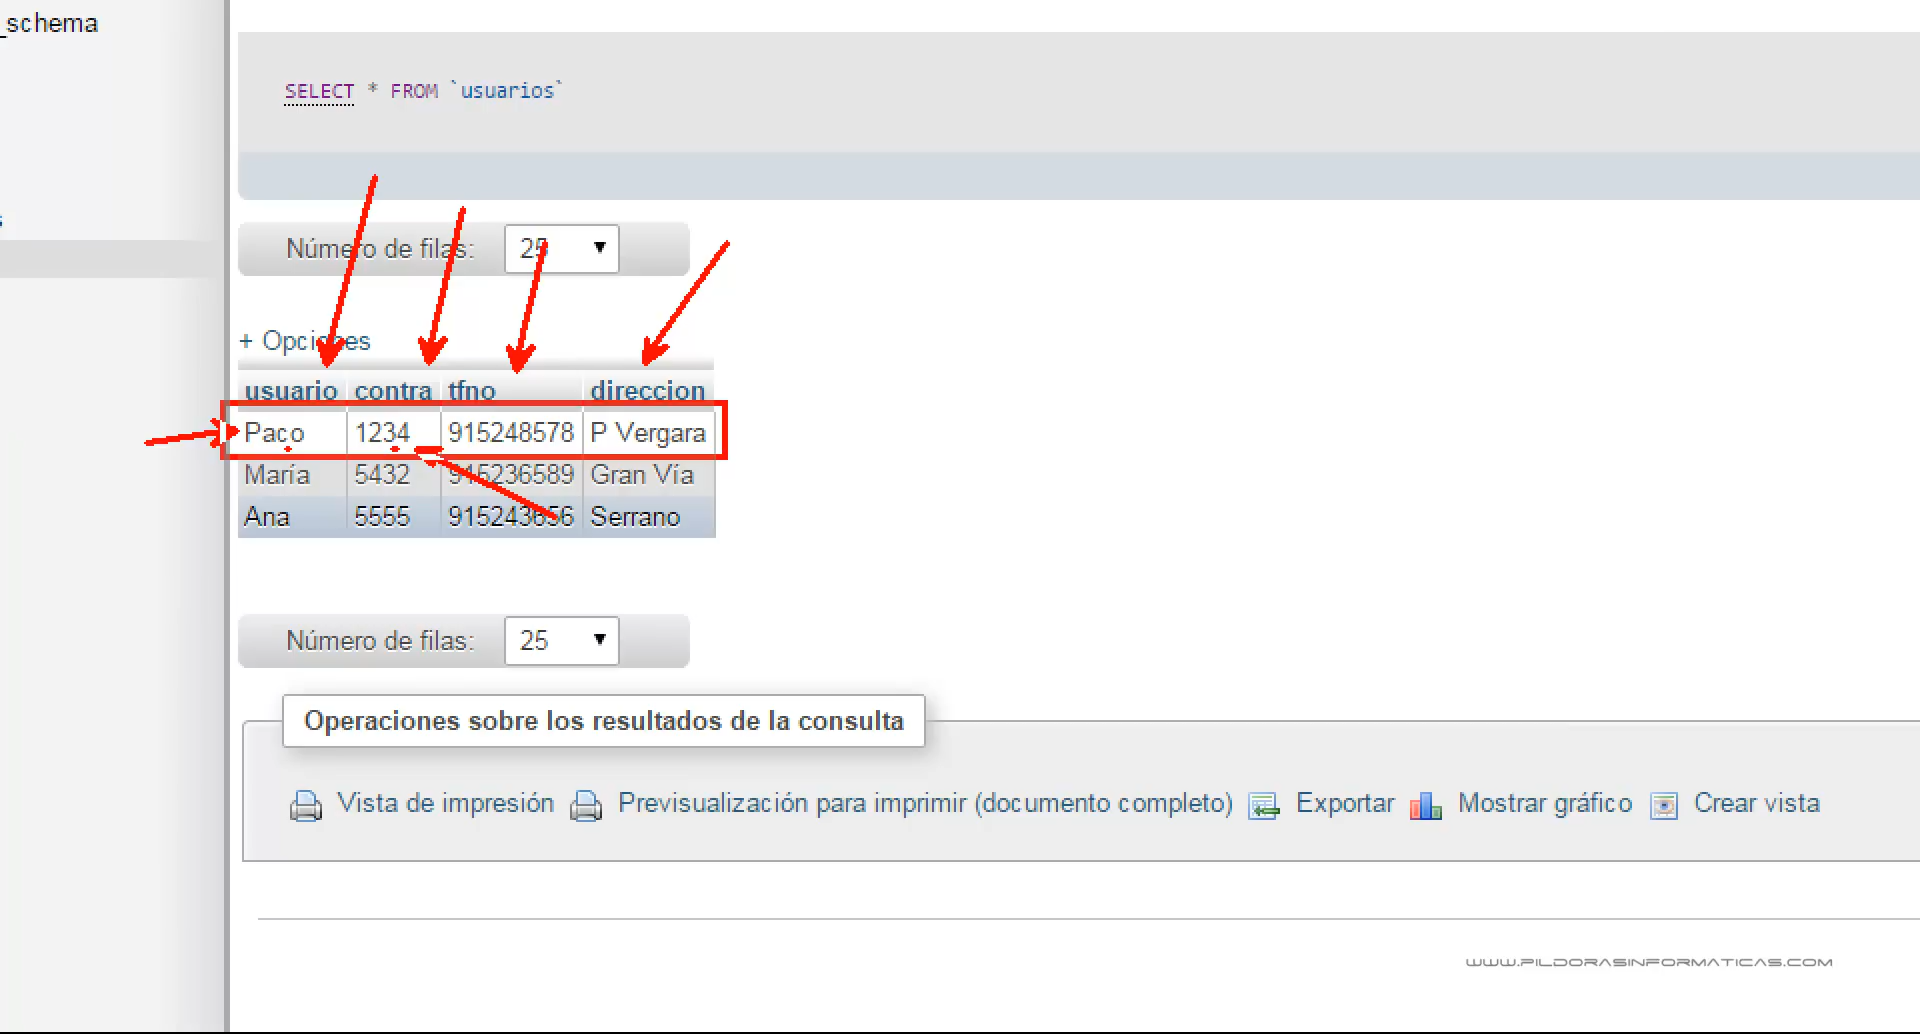 _schema
SELECT * FROM `usuarios`
s
Número de filas: 25
+ Opciones
usuario contra tfno direccion
Paco 1234 915248578 P Vergara
María 5432 915236589 Gran Vía
Ana 5555 915243656 Serrano
Número de filas: 25
Operaciones sobre los resultados de la consulta
Vista de impresión Previsualización para imprimir (documento completo) Exportar Mostrar gráfico Crear vista
WWW.PILDORASINFORMATICAS.COM